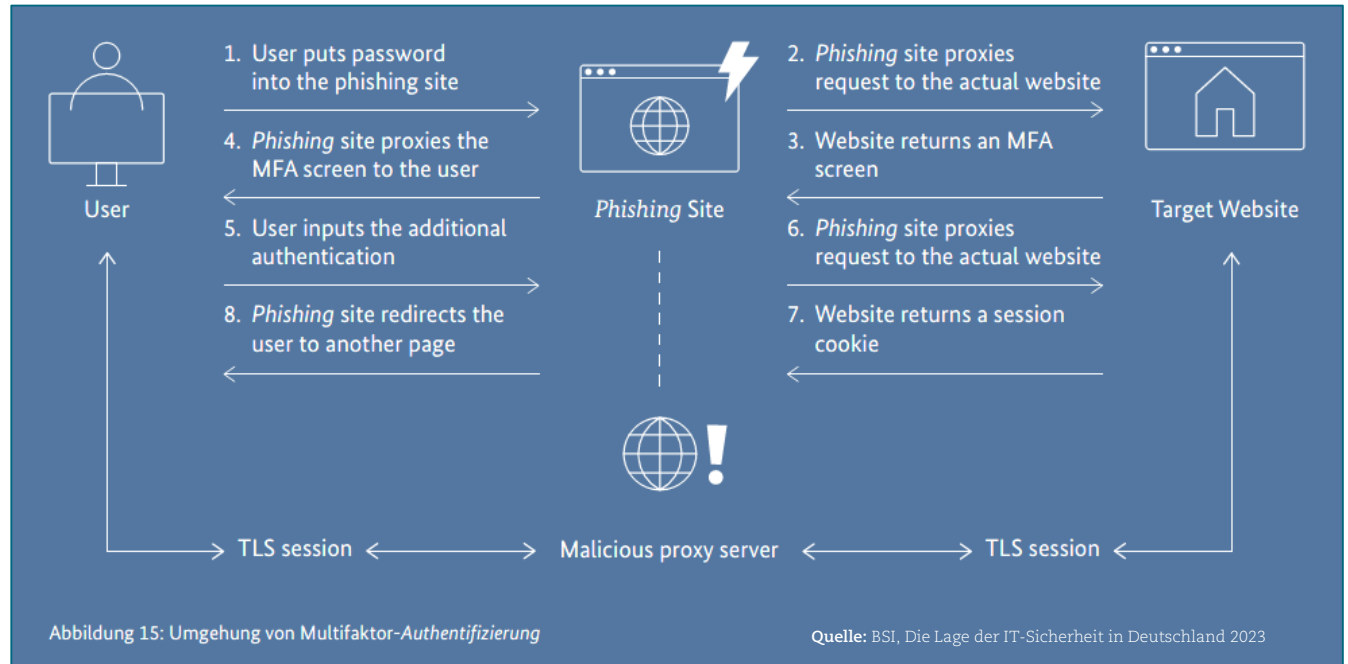 1. User puts password
into the phishing site
2. Phishing site proxies
request to the actual website
4. Phishing site proxies the
MFA screen to the user
3. Website returns an MFA
screen
User
Phishing Site
Target Website
5. User inputs the additional
authentication
6. Phishing site proxies
request to the actual website
8. Phishing site redirects the
user to another page
7. Website returns a session
cookie
!
TLS session
Malicious proxy server
TLS session
Abbildung 15: Umgehung von Multifaktor-Authentifizierung
Quelle: BSI, Die Lage der IT-Sicherheit in Deutschland 2023